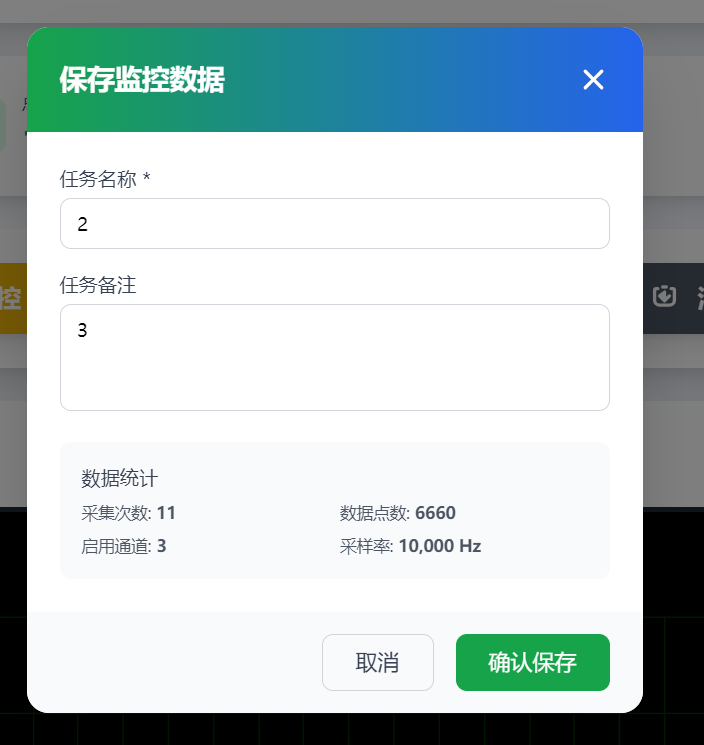 保存监控数据
任务名称 *
2
任务备注
3
数据统计
采集次数: 11
数据点数: 6660
启用通道: 3
采样率: 10,000 Hz
取消
确认保存
控